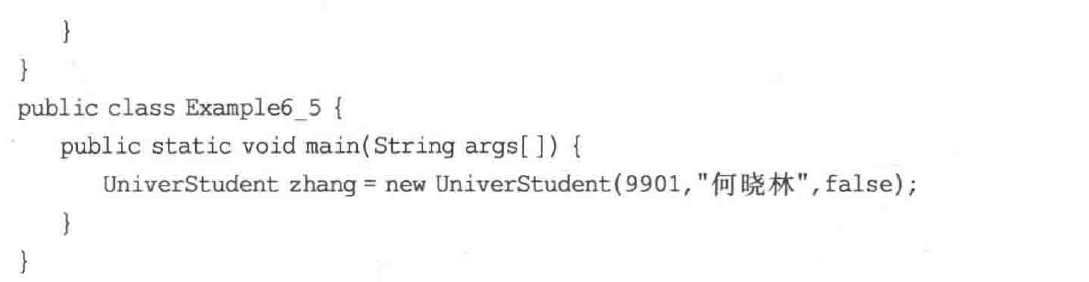 }
}
public class Example6_5 {
public static void main(String args[]) {
UniverStudent zhang = new UniverStudent(9901,"何晓林",false);
}
}